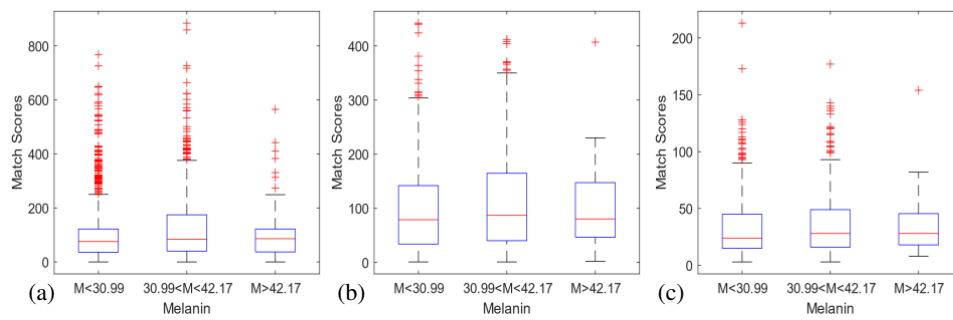 Match Scores
800
600
400
200
0
M<30.99 30.99<M<42.17 M>42.17
Melanin
(a)
Match Scores
400
300
200
100
0
M<30.99 30.99<M<42.17 M>42.17
Melanin
(b)
Match Scores
200
150
100
50
0
M<30.99 30.99<M<42.17 M>42.17
Melanin
(c)